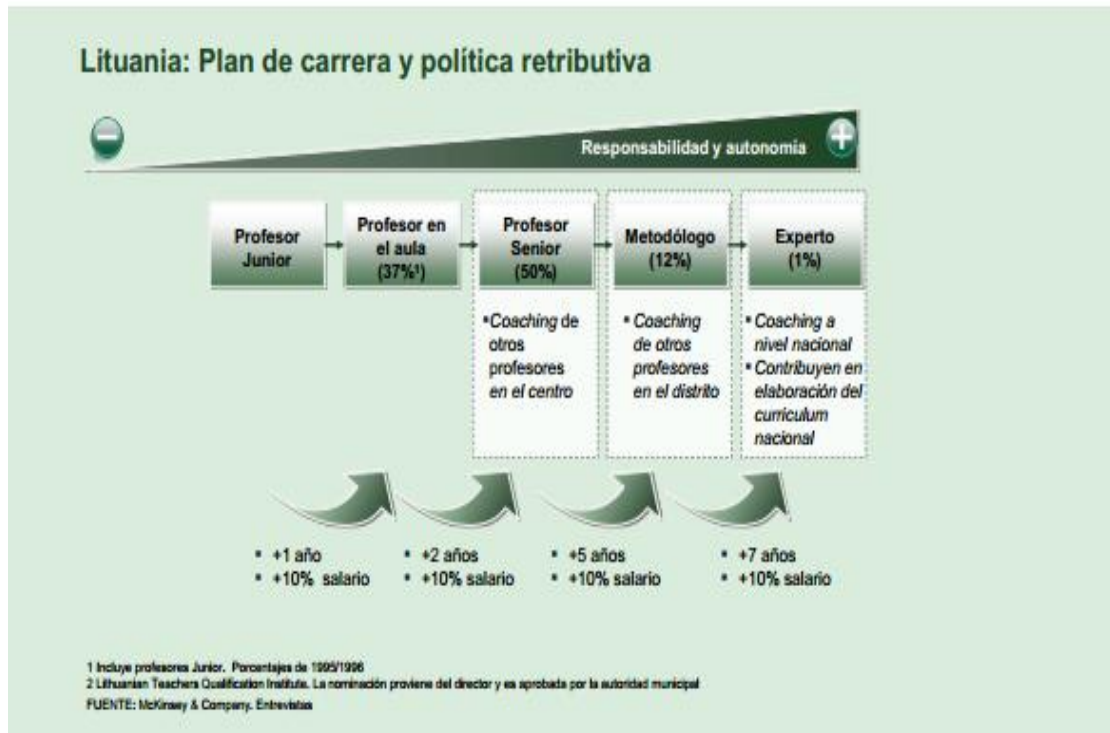 Lituania: Plan de carrera y política retributiva
Responsabilidad y autonomía
Profesor
Junior
Profesor en
el aula
(37%¹)
Profesor
Senior
(50%)
Metodólogo
(12%)
Experto
(1%)
▪Coaching de
otros
profesores
en el centro
▪ Coaching
de otros
profesores
en el distrito
▪ Coaching a
nivel nacional
▪ Contribuyen en
elaboración del
curriculum
nacional
▪ +1 año
▪ +10% salario
▪ +2 años
▪ +10% salario
▪ +5 años
▪ +10% salario
▪ +7 años
▪ +10% salario
1 Incluye profesores Junior. Porcentajes de 1995/1996
2 Lithuanian Teachers Qualification Institute. La nominación proviene del director y es aprobada por la autoridad municipal
FUENTE: McKinsey & Company. Entrevistas